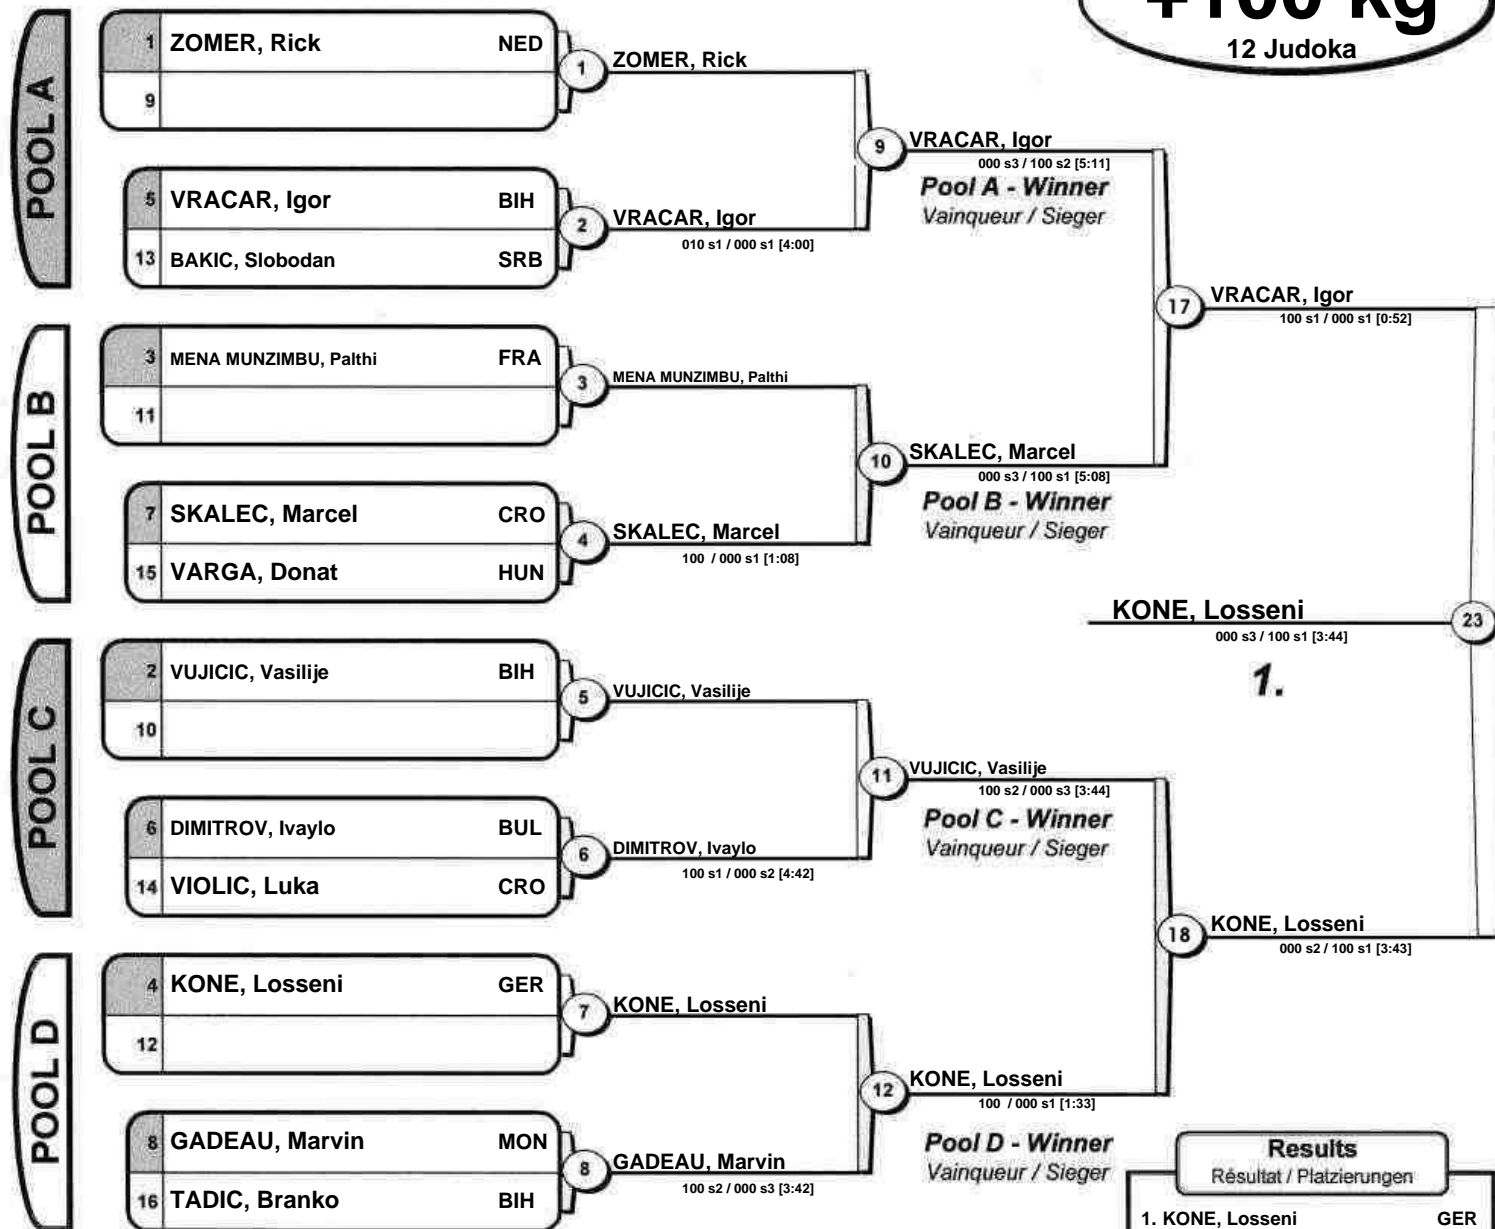 +100 kg
12 Judoka
POOL A
1 ZOMER, Rick NED
9
1 ZOMER, Rick
5 VRACAR, Igor BIH
13 BAKIC, Slobodan SRB
2 VRACAR, Igor
010 s1 / 000 s1 [4:00]
9 VRACAR, Igor
000 s3 / 100 s2 [5:11]
Pool A - Winner
Vainqueur / Sieger
POOL B
3 MENA MUNZIMBU, Palthi FRA
11
3 MENA MUNZIMBU, Palthi
7 SKALEC, Marcel CRO
15 VARGA, Donat HUN
4 SKALEC, Marcel
100 / 000 s1 [1:08]
10 SKALEC, Marcel
000 s3 / 100 s1 [5:08]
Pool B - Winner
Vainqueur / Sieger
17 VRACAR, Igor
100 s1 / 000 s1 [0:52]
KONE, Losseni 23
000 s3 / 100 s1 [3:44]
1.
POOL C
2 VUJICIC, Vasilije BIH
10
5 VUJICIC, Vasilije
6 DIMITROV, Ivaylo BUL
14 VIOLIC, Luka CRO
6 DIMITROV, Ivaylo
100 s1 / 000 s2 [4:42]
11 VUJICIC, Vasilije
100 s2 / 000 s3 [3:44]
Pool C - Winner
Vainqueur / Sieger
POOL D
4 KONE, Losseni GER
12
7 KONE, Losseni
8 GADEAU, Marvin MON
16 TADIC, Branko BIH
8 GADEAU, Marvin
100 s2 / 000 s3 [3:42]
12 KONE, Losseni
100 / 000 s1 [1:33]
Pool D - Winner
Vainqueur / Sieger
18 KONE, Losseni
000 s2 / 100 s1 [3:43]
Results
Résultat / Platzierungen
1. KONE, Losseni GER